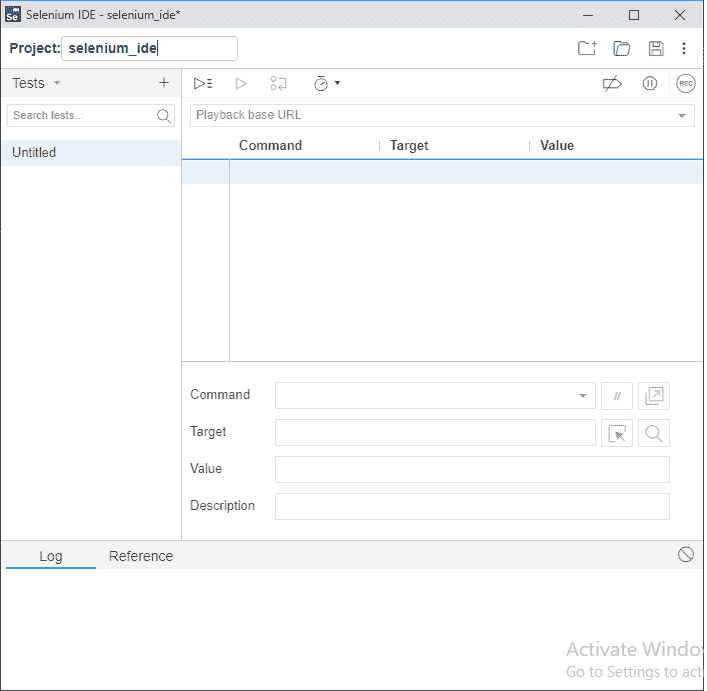 Se Selenium IDE - selenium_ide*
Project: selenium_ide
Tests
Search tests...
Untitled
REC
Playback base URL
Command Target Value
Command
//
Target
Value
Description
Log Reference
Activate Windo
Go to Settings to act